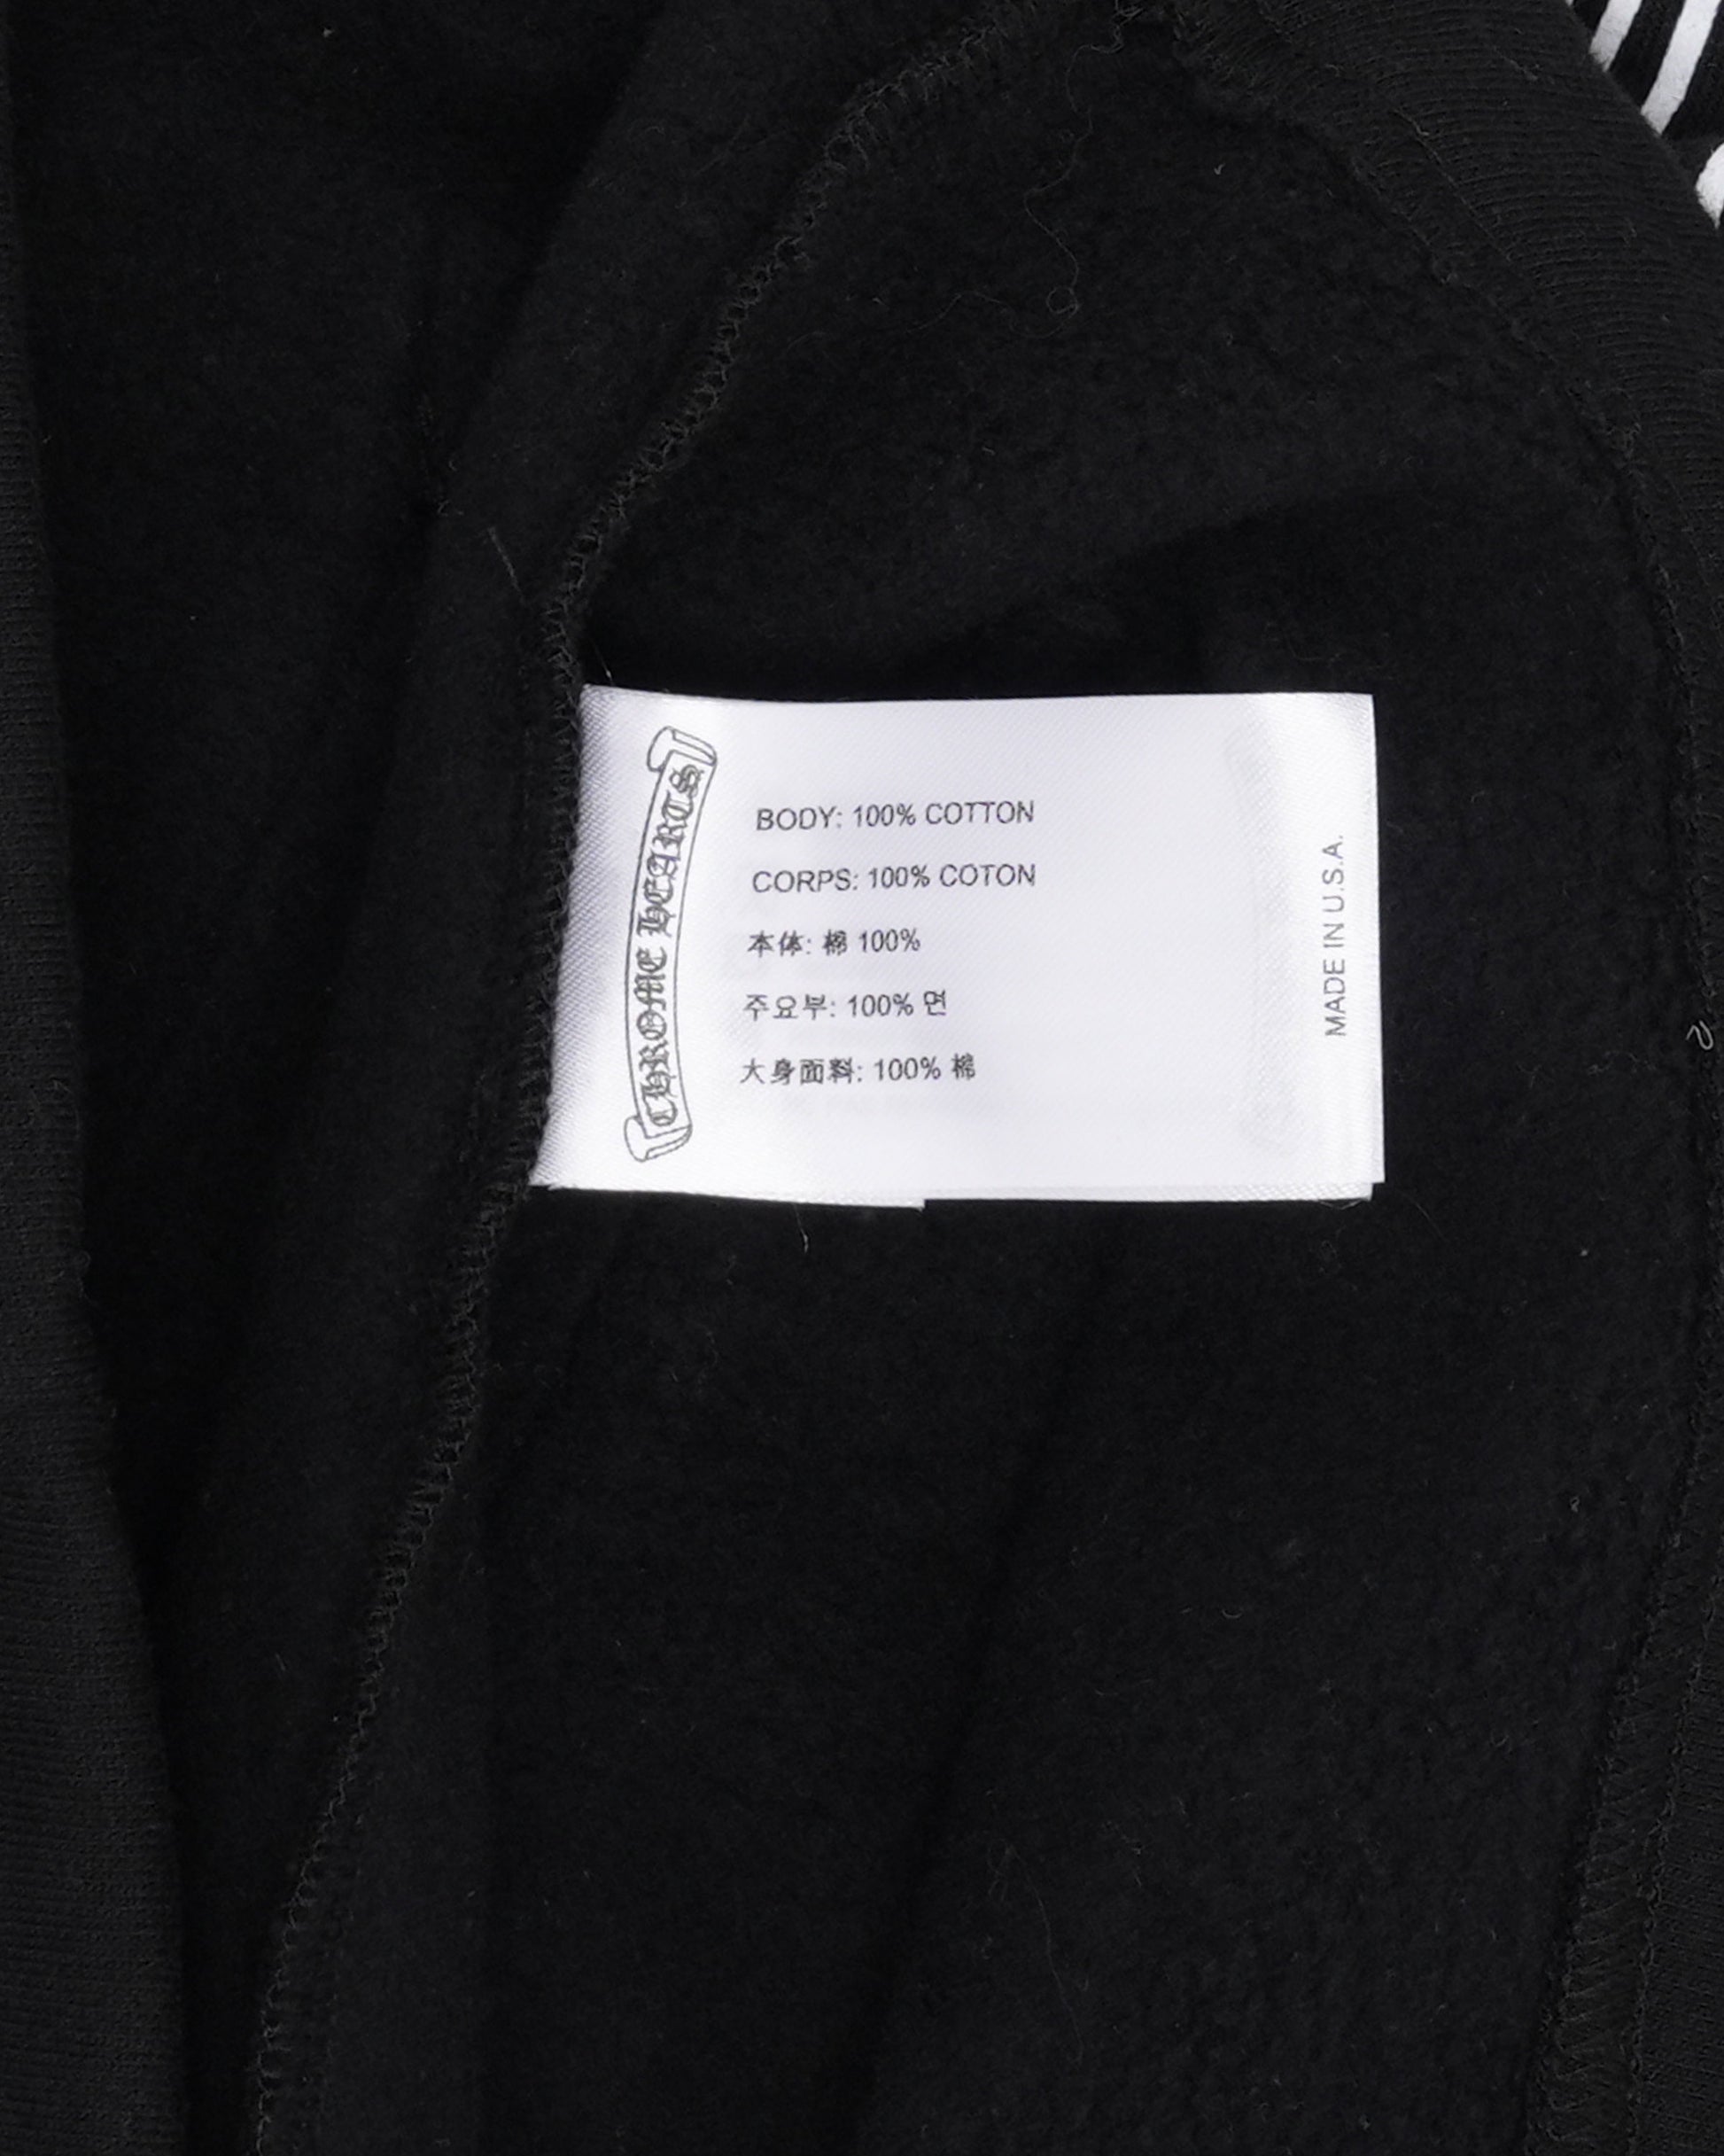 CHROME HEARTS
BODY: 100% COTTON
CORPS: 100% COTON
本体: 棉 100%
주요부: 100% 면
大身面料: 100% 棉
MADE IN U.S.A.